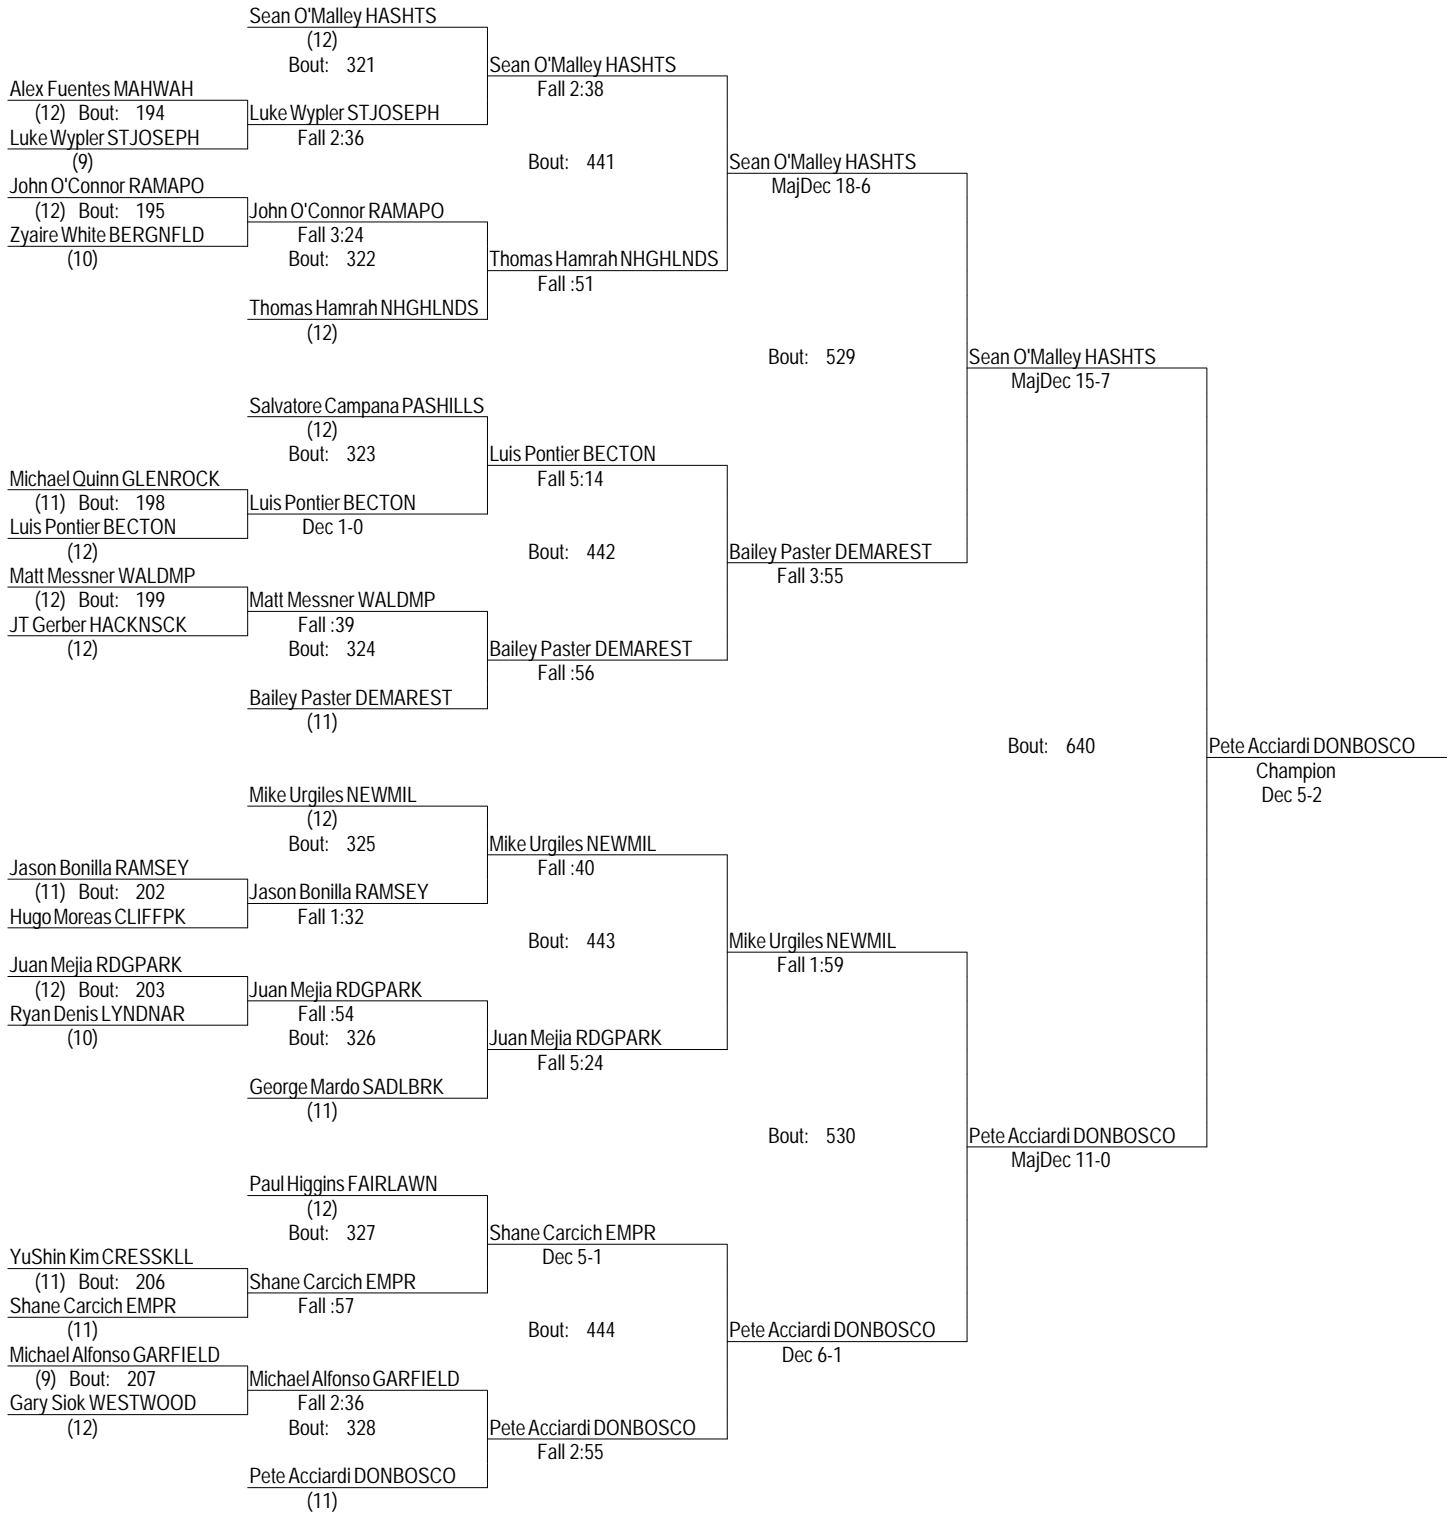 Sean O'Malley HASHTS
(12)
Bout: 321
Sean O'Malley HASHTS
Fall 2:38
Alex Fuentes MAHWAH
(12) Bout: 194
Luke Wypler STJOSEPH
Luke Wypler STJOSEPH
Fall 2:36
(9)
Bout: 441
Sean O'Malley HASHTS
MajDec 18-6
John O'Connor RAMAPO
(12) Bout: 195
John O'Connor RAMAPO
Zyaire White BERGNFLD
Fall 3:24
(10)
Bout: 322
Thomas Hamrah NHGHLNDS
Fall :51
Thomas Hamrah NHGHLNDS
(12)
Bout: 529
Sean O'Malley HASHTS
MajDec 15-7
Salvatore Campana PASHILLS
(12)
Bout: 323
Luis Pontier BECTON
Fall 5:14
Michael Quinn GLENROCK
(11) Bout: 198
Luis Pontier BECTON
Luis Pontier BECTON
Dec 1-0
(12)
Bout: 442
Bailey Paster DEMAREST
Fall 3:55
Matt Messner WALDMP
(12) Bout: 199
Matt Messner WALDMP
JT Gerber HACKNSCK
Fall :39
(12)
Bout: 324
Bailey Paster DEMAREST
Fall :56
Bailey Paster DEMAREST
(11)
Bout: 640
Pete Acciardi DONBOSCO
Champion
Dec 5-2
Mike Urgiles NEWMIL
(12)
Bout: 325
Mike Urgiles NEWMIL
Fall :40
Jason Bonilla RAMSEY
(11) Bout: 202
Jason Bonilla RAMSEY
Hugo Moreas CLIFFPK
Fall 1:32
Bout: 443
Mike Urgiles NEWMIL
Fall 1:59
Juan Mejia RDGPARK
(12) Bout: 203
Juan Mejia RDGPARK
Ryan Denis LYNDNAR
Fall :54
(10)
Bout: 326
Juan Mejia RDGPARK
Fall 5:24
George Mardo SADLBRK
(11)
Bout: 530
Pete Acciardi DONBOSCO
MajDec 11-0
Paul Higgins FAIRLAWN
(12)
Bout: 327
Shane Carcich EMPR
Dec 5-1
YuShin Kim CRESSKLL
(11) Bout: 206
Shane Carcich EMPR
Shane Carcich EMPR
Fall :57
(11)
Bout: 444
Pete Acciardi DONBOSCO
Dec 6-1
Michael Alfonso GARFIELD
(9) Bout: 207
Michael Alfonso GARFIELD
Gary Siok WESTWOOD
Fall 2:36
(12)
Bout: 328
Pete Acciardi DONBOSCO
Fall 2:55
Pete Acciardi DONBOSCO
(11)